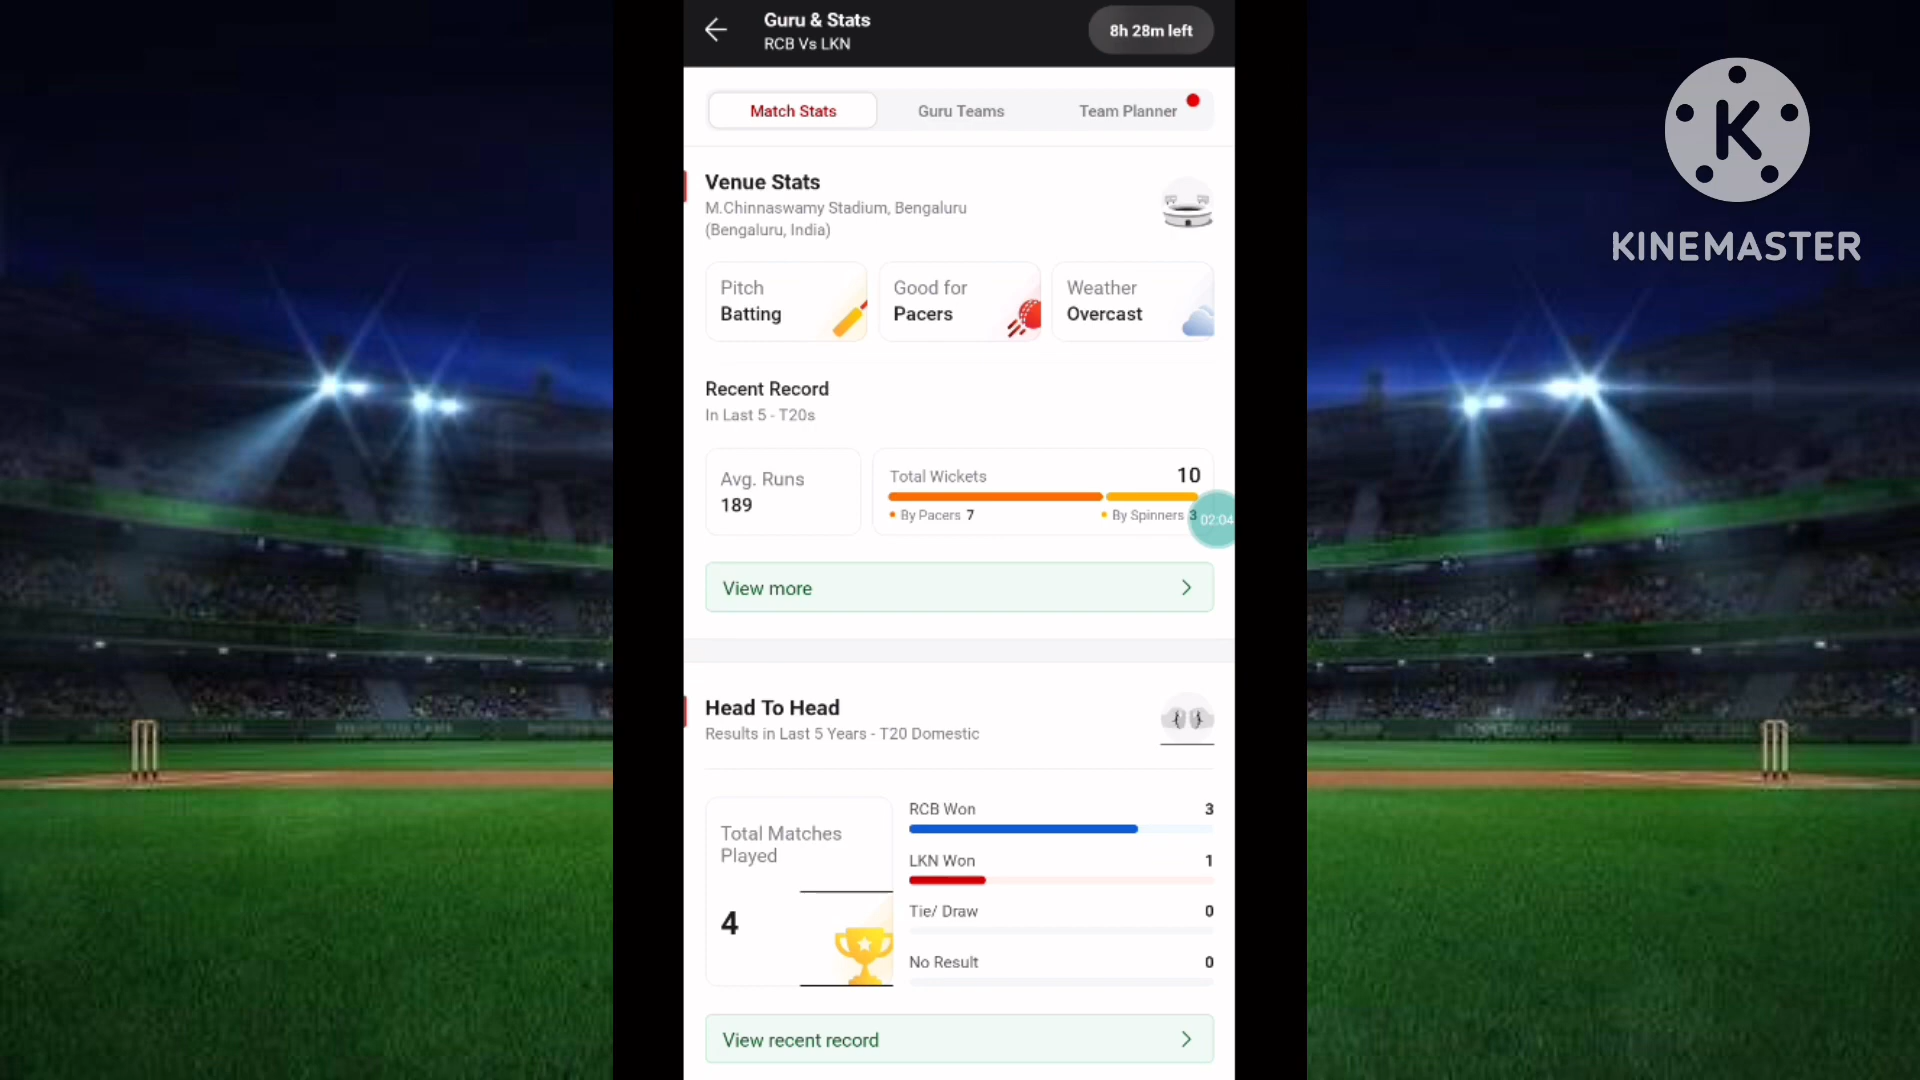 Guru & Stats
RCB Vs LKN
8h 28m left
Match Stats
Guru Teams
Team Planner
K
KINEMASTER
Venue Stats
M.Chinnaswamy Stadium, Bengaluru
(Bengaluru, India)
Pitch
Batting
Good for
Pacers
Weather
Overcast
Recent Record
In Last 5 - T20s
Avg. Runs
189
Total Wickets 10
By Pacers 7
By Spinners 3
02:04
View more
Head To Head
Results in Last 5 Years - T20 Domestic
Total Matches
Played
4
RCB Won 3
LKN Won 1
Tie/ Draw 0
No Result 0
View recent record